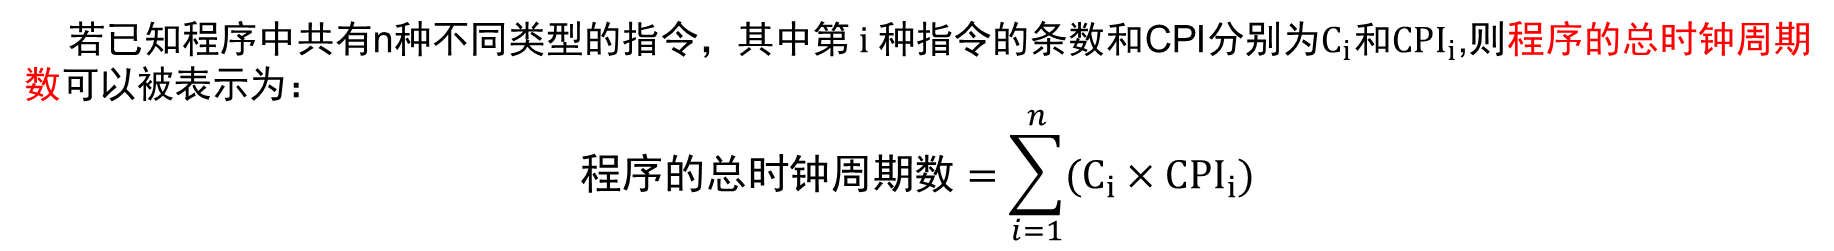 若已知程序中共有n种不同类型的指令，其中第 i 种指令的条数和CPI分别为Cᵢ和CPIᵢ,则程序的总时钟周期
数可以被表示为：
程序的总时钟周期数 = ∑ᵢ₌₁ⁿ (Cᵢ × CPIᵢ)